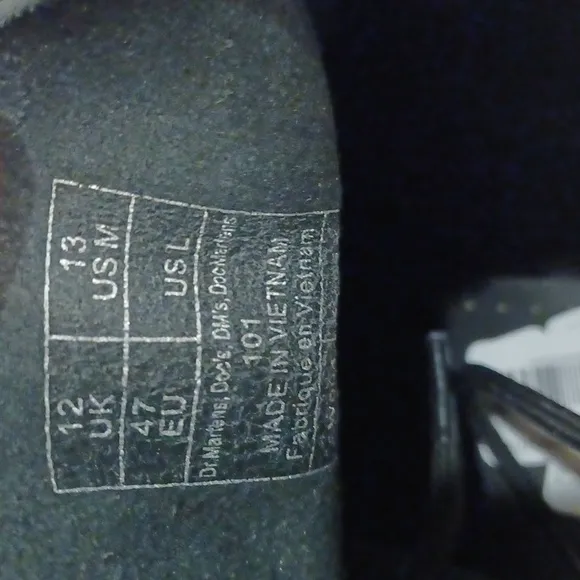 12 13
UK US M
47
EU US L
Dr.Martens, Doc's, DM's, DocMartens
101
MADE IN VIETNAM
Fabriqué en Vietnam